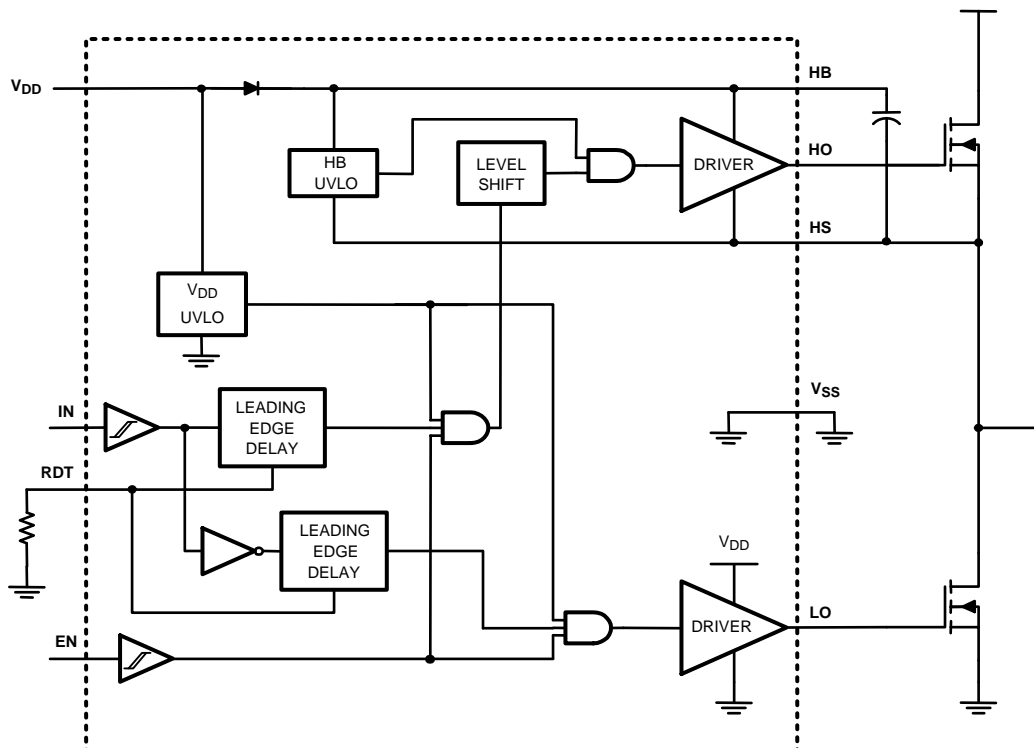 HB
VDD
HB
UVLO
LEVEL
SHIFT
DRIVER
HO
HS
VDD
UVLO
IN
LEADING
EDGE
DELAY
VSS
RDT
LEADING
EDGE
DELAY
VDD
DRIVER
LO
EN